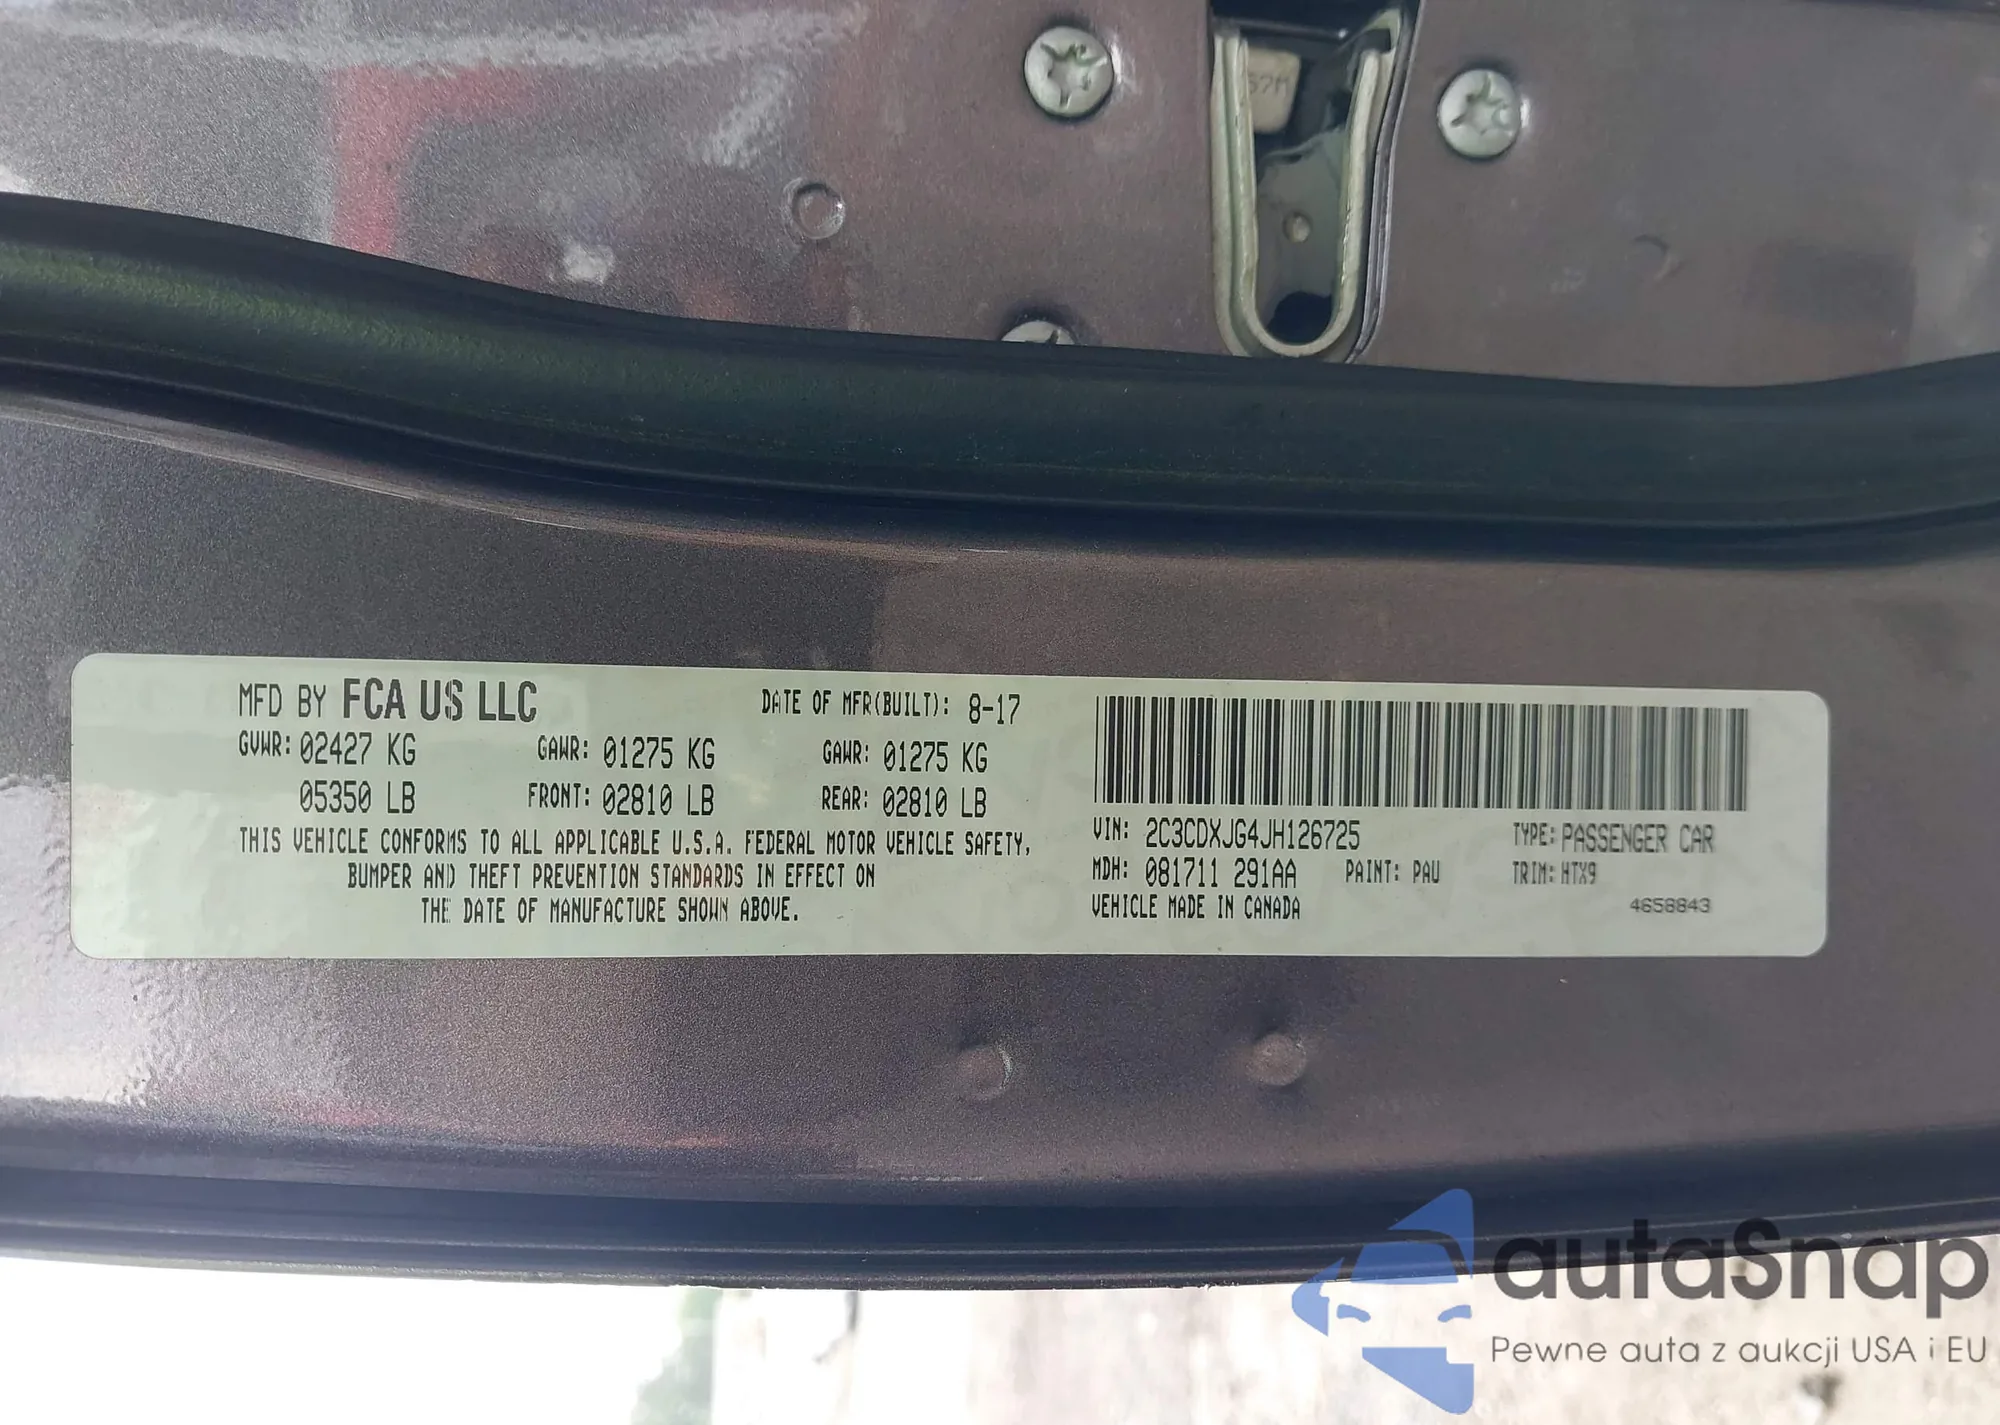 57M
MFD BY FCA US LLC DATE OF MFR(BUILT): 8-17
GVWR: 02427 KG GAWR: 01275 KG GAWR: 01275 KG
05350 LB FRONT: 02810 LB REAR: 02810 LB
THIS VEHICLE CONFORMS TO ALL APPLICABLE U.S.A. FEDERAL MOTOR VEHICLE SAFETY,
BUMPER AND THEFT PREVENTION STANDARDS IN EFFECT ON
THE DATE OF MANUFACTURE SHOWN ABOVE.
VIN: 2C3CDXJG4JH126725 TYPE: PASSENGER CAR
MDH: 081711 291AA PAINT: PAU TRIM: HTX9
VEHICLE MADE IN CANADA 4658843
autaSnap
Pewne auta z aukcji USA i EU